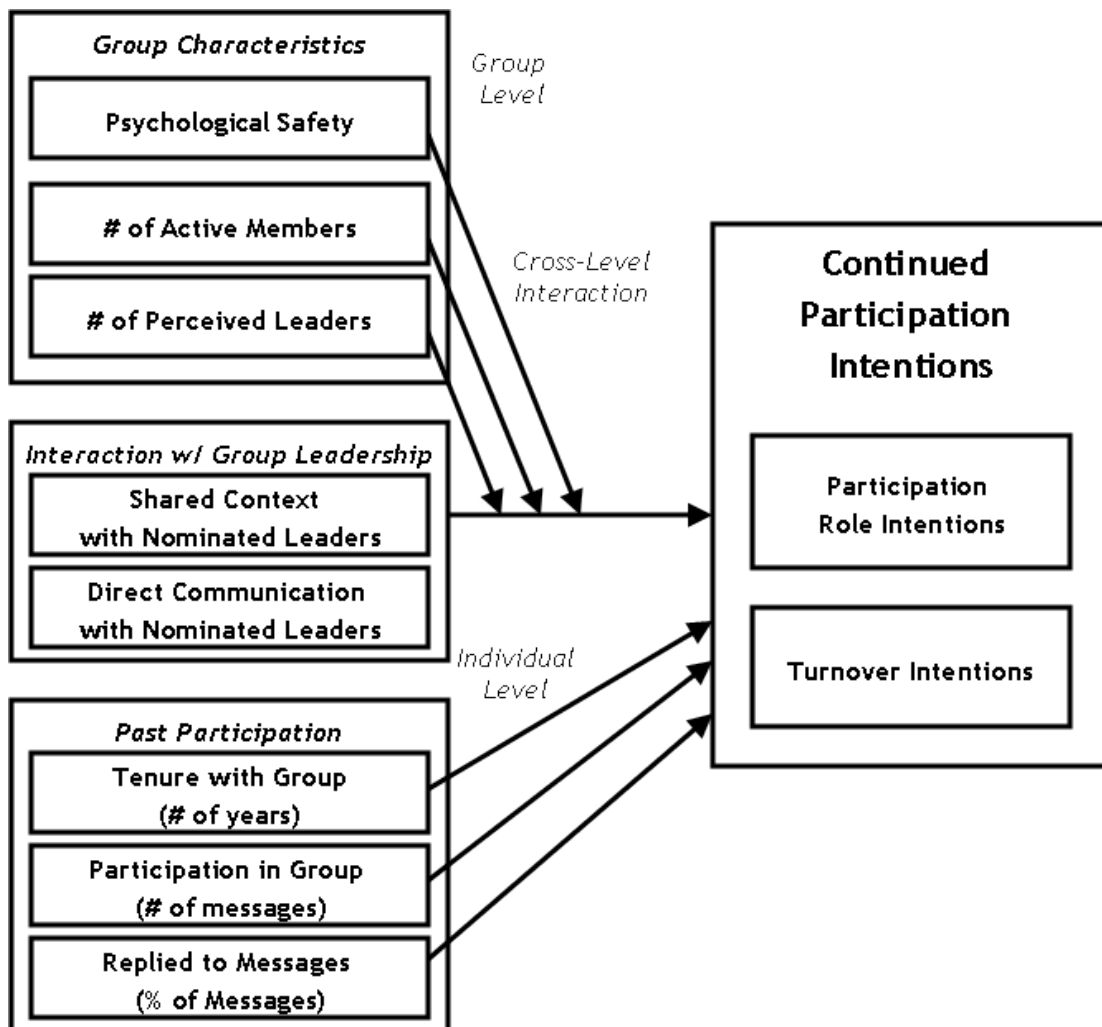 Group Characteristics
Psychological Safety
# of Active Members
# of Perceived Leaders
Group
Level
Cross-Level
Interaction
Interaction w/ Group Leadership
Shared Context
with Nominated Leaders
Direct Communication
with Nominated Leaders
Individual
Level
Past Participation
Tenure with Group
(# of years)
Participation in Group
(# of messages)
Replied to Messages
(% of Messages)
Continued
Participation
Intentions
Participation
Role Intentions
Turnover Intentions